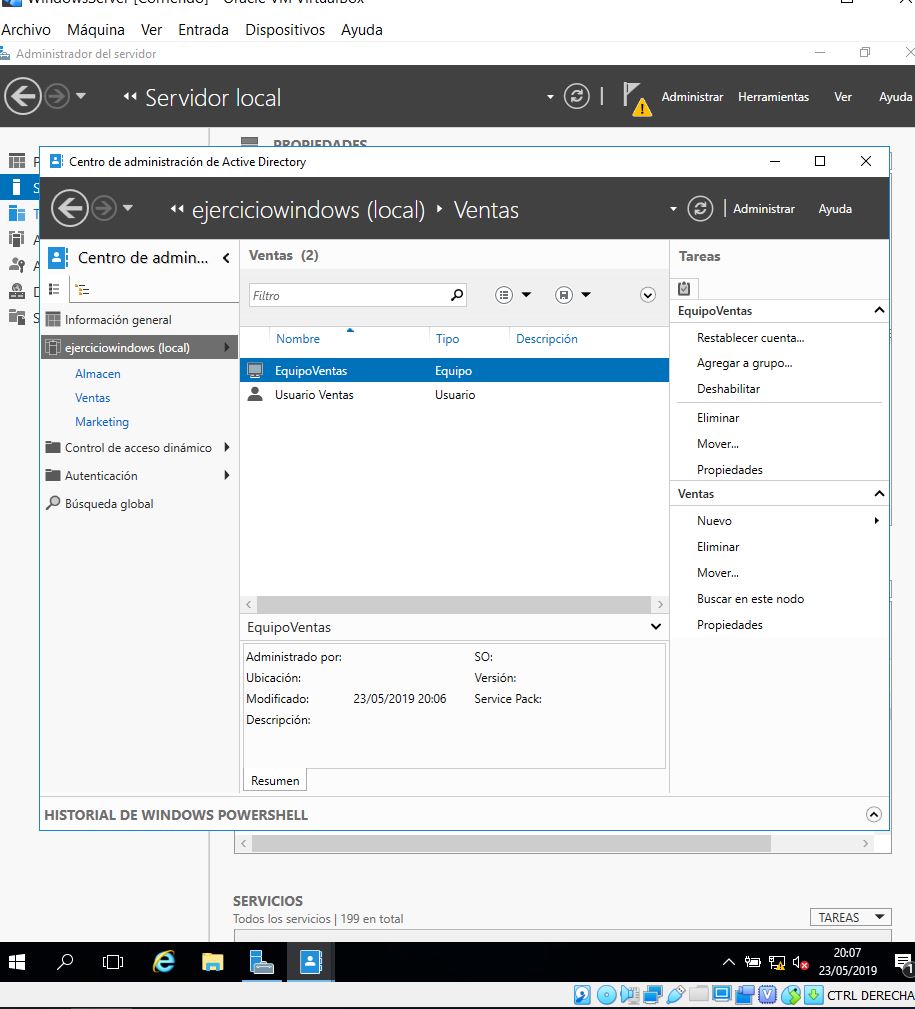 WindowsServer [Corriendo] - Oracle VM VirtualBox
Archivo Máquina Ver Entrada Dispositivos Ayuda
Administrador del servidor
Servidor local
Administrar Herramientas Ver Ayuda
PROPIEDADES
Centro de administración de Active Directory
ejerciciowindows (local) Ventas
Administrar Ayuda
Centro de admin...
Información general
ejerciciowindows (local)
Almacen
Ventas
Marketing
Control de acceso dinámico
Autenticación
Búsqueda global
Ventas (2)
Filtro
Nombre Tipo Descripción
EquipoVentas Equipo
Usuario Ventas Usuario
EquipoVentas
Administrado por: SO:
Ubicación: Versión:
Modificado: 23/05/2019 20:06 Service Pack:
Descripción:
Resumen
Tareas
EquipoVentas
Restablecer cuenta...
Agregar a grupo...
Deshabilitar
Eliminar
Mover...
Propiedades
Ventas
Nuevo
Eliminar
Mover...
Buscar en este nodo
Propiedades
HISTORIAL DE WINDOWS POWERSHELL
SERVICIOS
Todos los servicios | 199 en total
TAREAS
20:07
23/05/2019
1
CTRL DERECHA